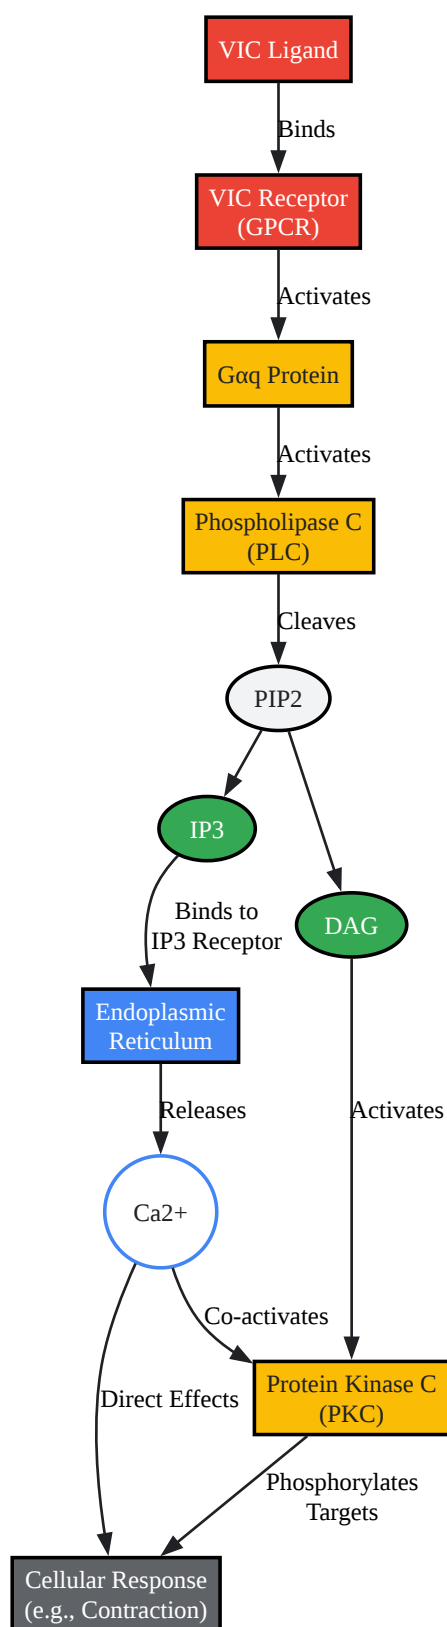 VIC Ligand
Binds
VIC Receptor
(GPCR)
Activates
Gαq Protein
Activates
Phospholipase C
(PLC)
Cleaves
PIP2
IP3
Binds to
IP3 Receptor
DAG
Endoplasmic
Reticulum
Releases
Activates
Ca2+
Co-activates
Direct Effects
Protein Kinase C
(PKC)
Phosphorylates
Targets
Cellular Response
(e.g., Contraction)